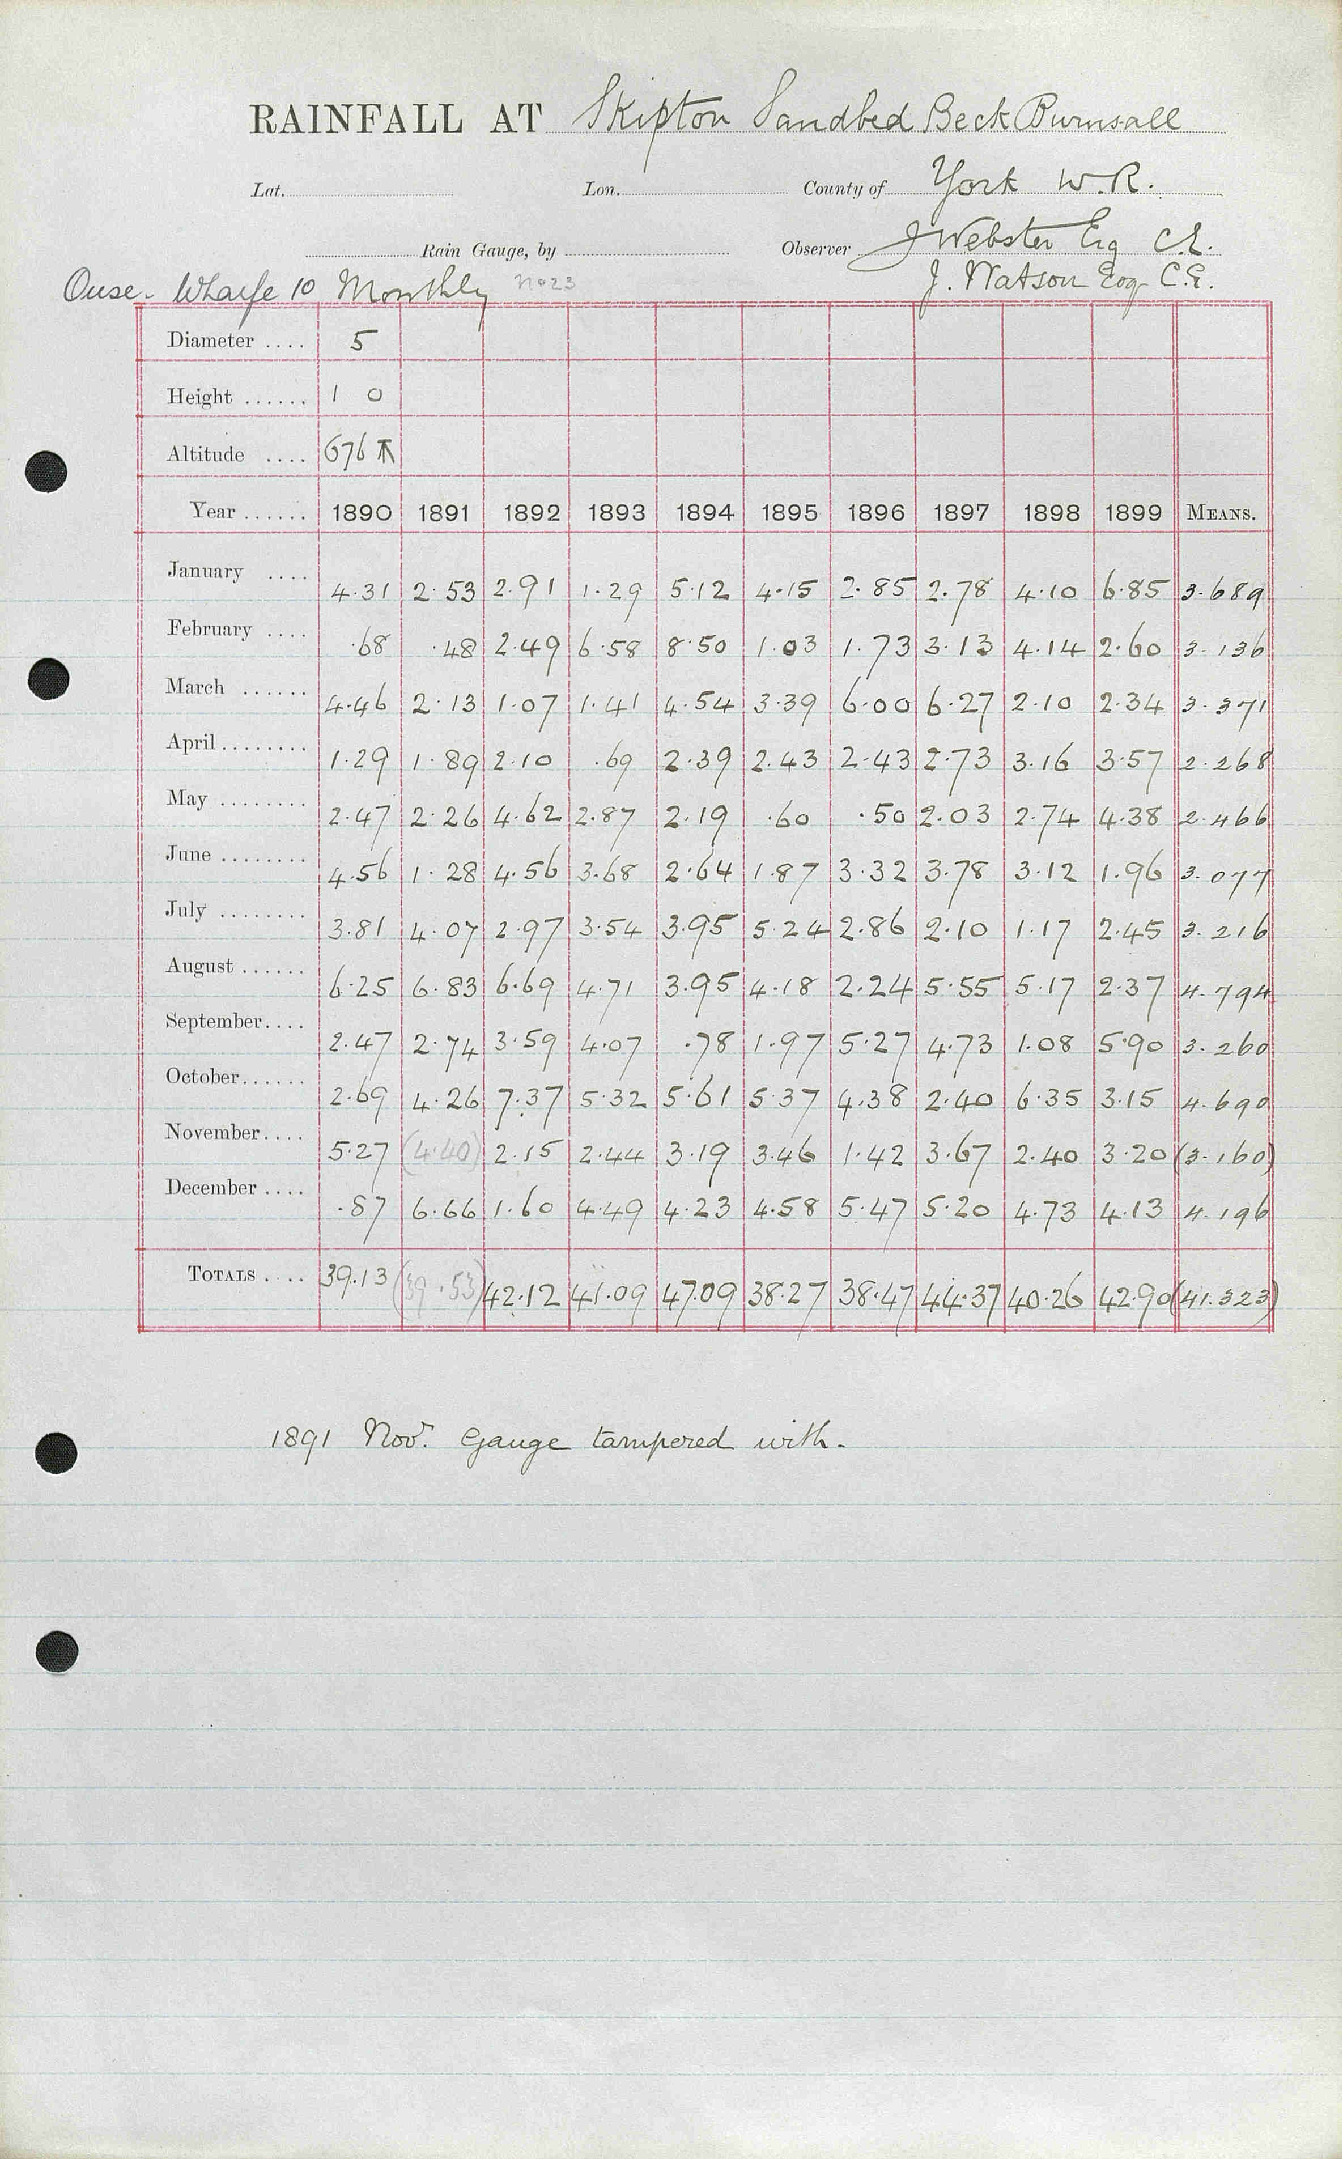 RAINFALL AT Skipton Sandbed Beck Burnsall
Lat. Lon. County of York W.R.
Rain Gauge, by Observer J Webster Esq C.E.
Ouse - Wharfe 10 Monthly No 23 J. Watson Esq C.E.
Diameter .... 5
Height ...... 1 0
Altitude .... 676
Year ...... 1890 1891 1892 1893 1894 1895 1896 1897 1898 1899 MEANS.
January .... 4.31 2.53 2.91 1.29 5.12 4.15 2.85 2.78 4.10 6.85 3.689
February .... .68 .48 2.49 6.58 8.50 1.03 1.73 3.13 4.14 2.60 3.136
March ...... 4.46 2.13 1.07 1.41 4.54 3.39 6.00 6.27 2.10 2.34 3.371
April ........ 1.29 1.89 2.10 .69 2.39 2.43 2.43 2.73 3.16 3.57 2.268
May ........ 2.47 2.26 4.62 2.87 2.19 .60 .50 2.03 2.74 4.38 2.466
June ........ 4.56 1.28 4.56 3.68 2.64 1.87 3.32 3.78 3.12 1.96 3.077
July ........ 3.81 4.07 2.97 3.54 3.95 5.24 2.86 2.10 1.17 2.45 3.216
August ...... 6.25 6.83 6.69 4.71 3.95 4.18 2.24 5.55 5.17 2.37 4.794
September.... 2.47 2.74 3.59 4.07 .78 1.97 5.27 4.73 1.08 5.90 3.260
October...... 2.69 4.26 7.37 5.32 5.61 5.37 4.38 2.40 6.35 3.15 4.690
November.... 5.27 (4.40) 2.15 2.44 3.19 3.46 1.42 3.67 2.40 3.20 (3.160)
December .... .87 6.66 1.60 4.49 4.23 4.58 5.47 5.20 4.73 4.13 4.196
TOTALS .... 39.13 (39.53) 42.12 41.09 47.09 38.27 38.47 44.37 40.26 42.90 (41.323)
1891 Nov.r Gauge tampered with.